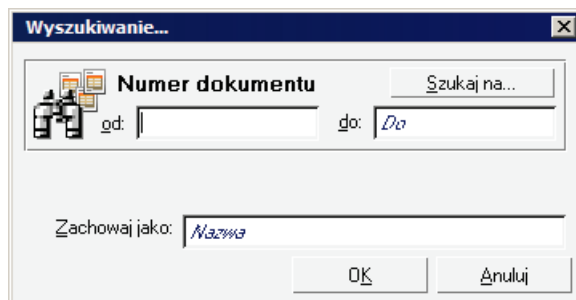 Wyszukiwanie...
Numer dokumentu Szukaj na...
od: do: Do
Zachowaj jako: Nazwa
OK Anuluj